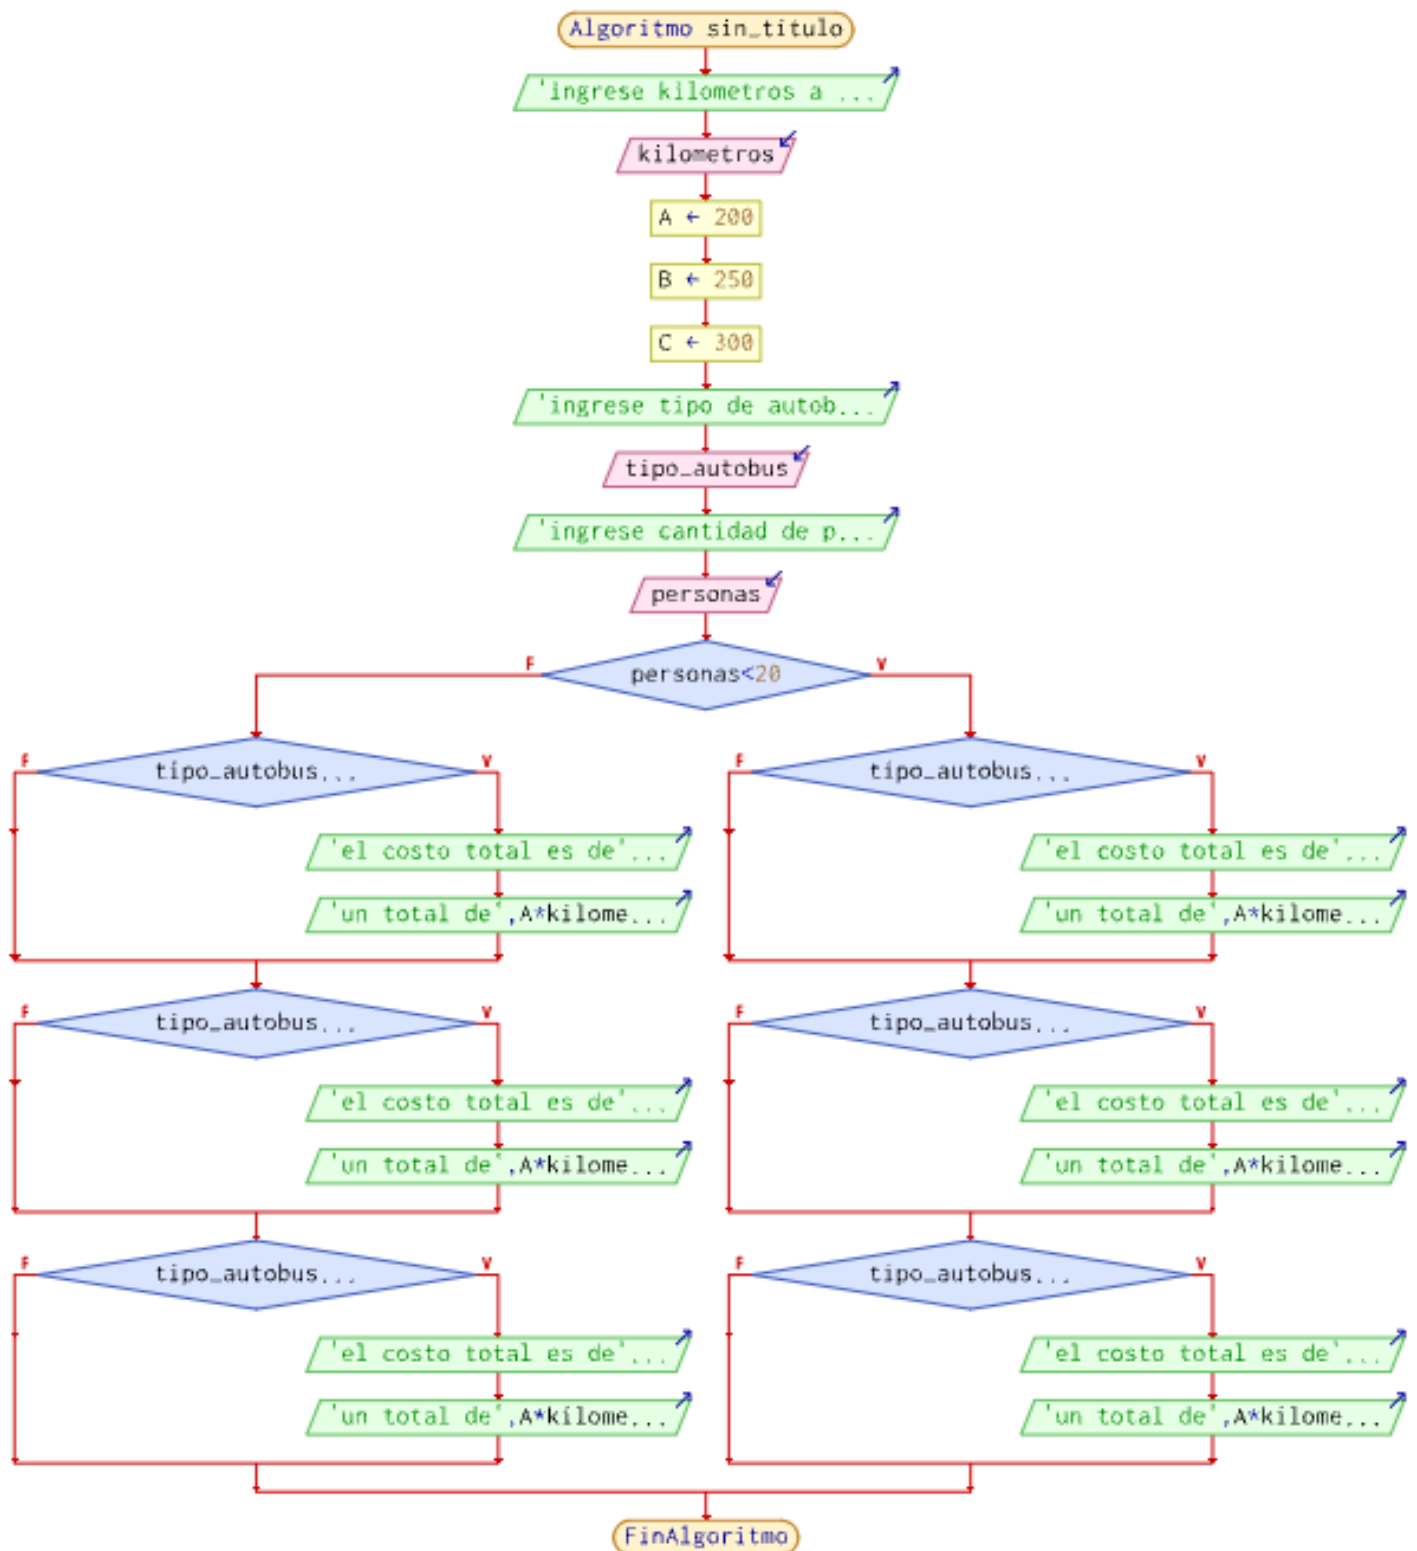 Algoritmo sin_titulo
'ingrese kilometros a ...
kilometros
A ← 200
B ← 250
C ← 300
'ingrese tipo de autob...
tipo_autobus
'ingrese cantidad de p...
personas
F
personas<20
V
F
tipo_autobus...
V
F
tipo_autobus...
V
'el costo total es de'...
'el costo total es de'...
'un total de',A*kilome...
'un total de',A*kilome...
F
tipo_autobus...
V
F
tipo_autobus...
V
'el costo total es de'...
'el costo total es de'...
'un total de',A*kilome...
'un total de',A*kilome...
F
tipo_autobus...
V
F
tipo_autobus...
V
'el costo total es de'...
'el costo total es de'...
'un total de',A*kilome...
'un total de',A*kilome...
FinAlgoritmo